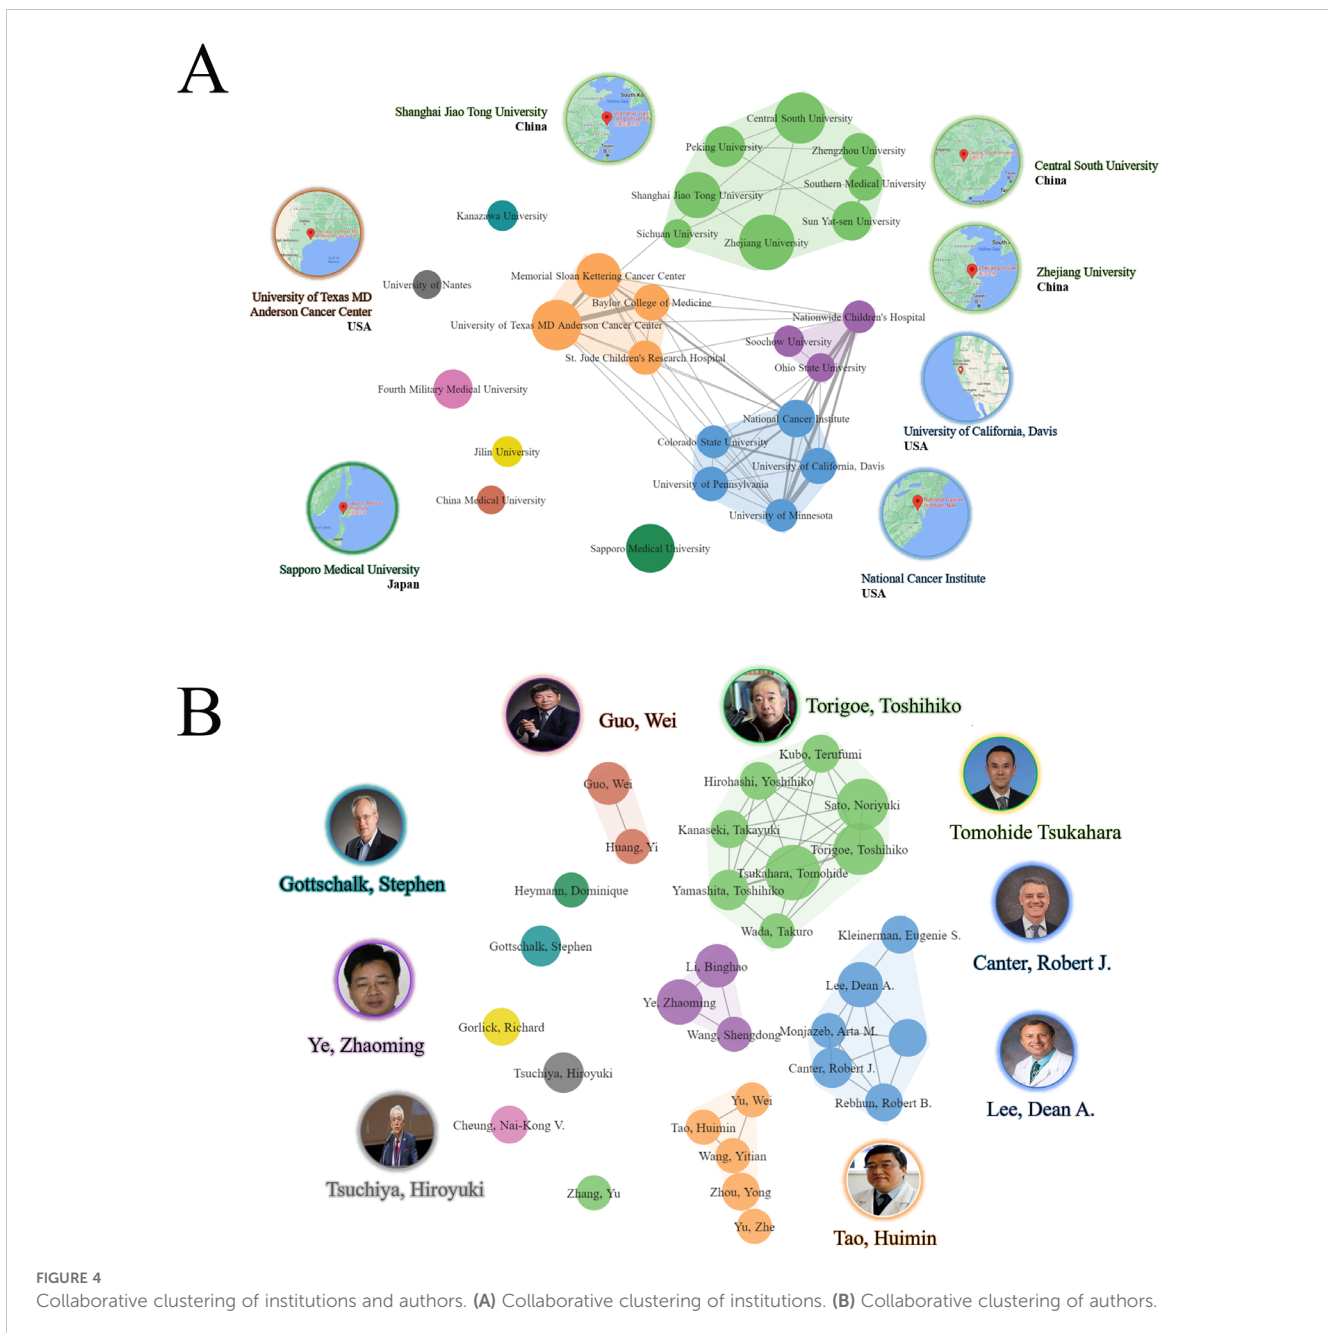 A
Shanghai Jiao Tong University
China
Central South University
Peking University
Zhengzhou University
Southern Medical University
Shanghai Jiao Tong University
Sun Yat-sen University
Sichuan University
Zhejiang University
Central South University
China
Kanazawa University
University of Nantes
Memorial Sloan Kettering Cancer Center
Baylor College of Medicine
University of Texas MD Anderson Cancer Center
St. Jude Children's Research Hospital
Nationwide Children's Hospital
Soochow University
Ohio State University
Zhejiang University
China
University of Texas MD
Anderson Cancer Center
USA
Fourth Military Medical University
Jilin University
China Medical University
National Cancer Institute
Colorado State University
University of California, Davis
University of Pennsylvania
University of Minnesota
University of California, Davis
USA
Sapporo Medical University
Sapporo Medical University
Japan
National Cancer Institute
USA
B
Guo, Wei
Torigoe, Toshihiko
Kubo, Terufumi
Guo, Wei
Hirohashi, Yoshihiko
Sato, Noriyuki
Kanaseki, Takayuki
Tomohide Tsukahara
Huang, Yi
Torigoe, Toshihiko
Tsukahara, Tomohide
Gottschalk, Stephen
Heymann, Dominique
Yamashita, Toshihiko
Wada, Takuro
Kleinerman, Eugenie S.
Gottschalk, Stephen
Canter, Robert J.
Li, Binghao
Lee, Dean A.
Ye, Zhaoming
Gorlick, Richard
Wang, Shengdong
Monjazeb, Arta M.
Ye, Zhaoming
Tsuchiya, Hiroyuki
Canter, Robert J.
Yu, Wei
Rebhun, Robert B.
Lee, Dean A.
Cheung, Nai-Kong V.
Tao, Huimin
Wang, Yitian
Tsuchiya, Hiroyuki
Zhang, Yu
Zhou, Yong
Yu, Zhe
Tao, Huimin
FIGURE 4
Collaborative clustering of institutions and authors. (A) Collaborative clustering of institutions. (B) Collaborative clustering of authors.